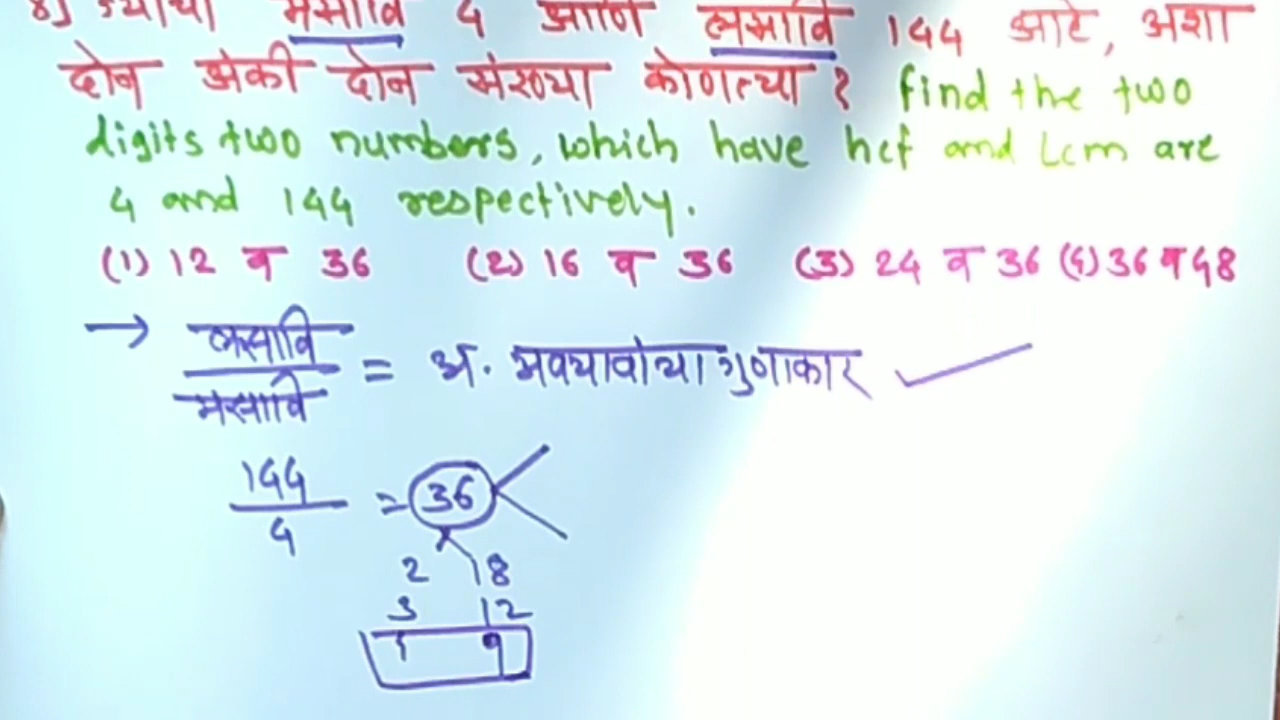 ज्यांचा मसावि 4 आणि लसावि 144 आहे, अशा
दोन अंकी दोन संख्या कोणत्या? find the two
digits two numbers, which have hcf and Lcm are
4 and 144 respectively.
(1) 12 व 36 (2) 16 व 36 (3) 24 व 36 (4) 36 व 48
→ लसावि / मसावि = अ. अवयवांचा गुणाकार ✓
144 / 4 = 36
2 18
3 12
9